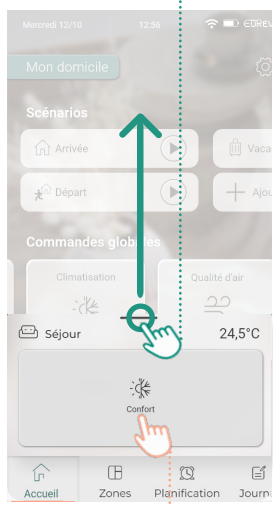 Mercredi 12/10 12:56
Mon domicile
Scénarios
Arrivée
Départ
Commandes globales
Climatisation Qualité d'air
Séjour 24,5°C
Confort
Accueil Zones Planification